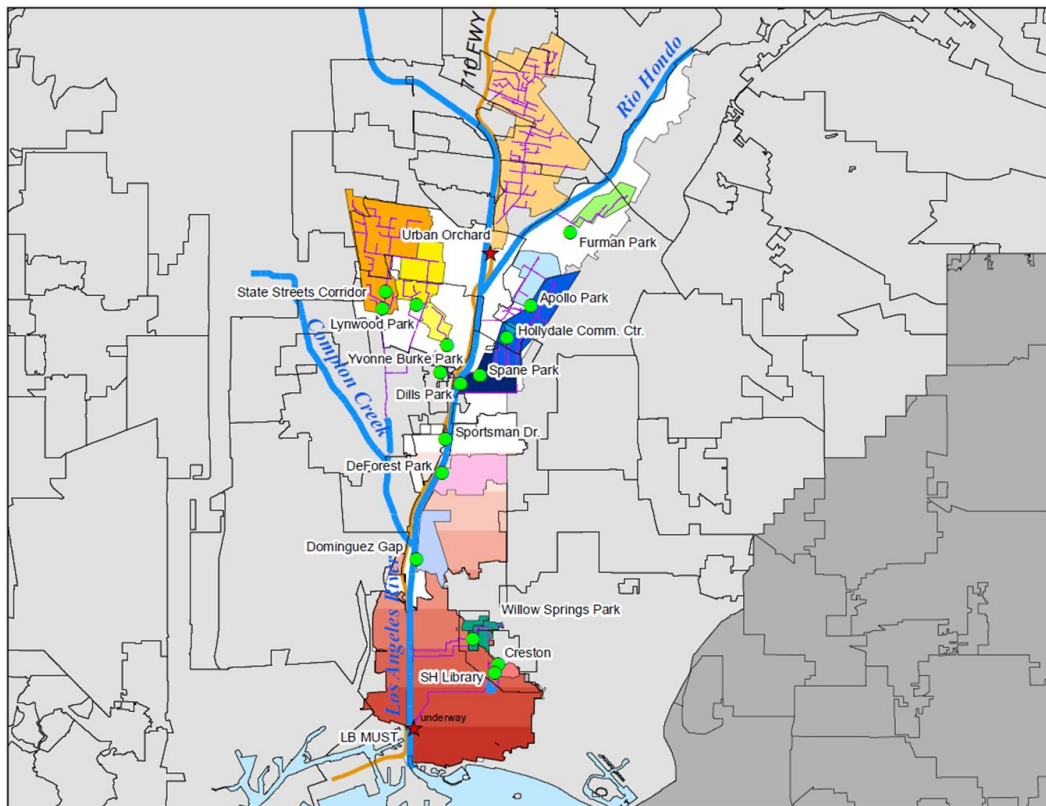 710 FWY
Rio Hondo
Urban Orchard
Furman Park
State Streets Corridor
Apollo Park
Lynwood Park
Hollydale Comm. Ctr.
Compton Creek
Yvonne Burke Park
Spane Park
Dills Park
Sportsman Dr.
DeForest Park
Dominguez Gap
Los Angeles River
Willow Springs Park
Creston
SH Library
underway
LB MUST